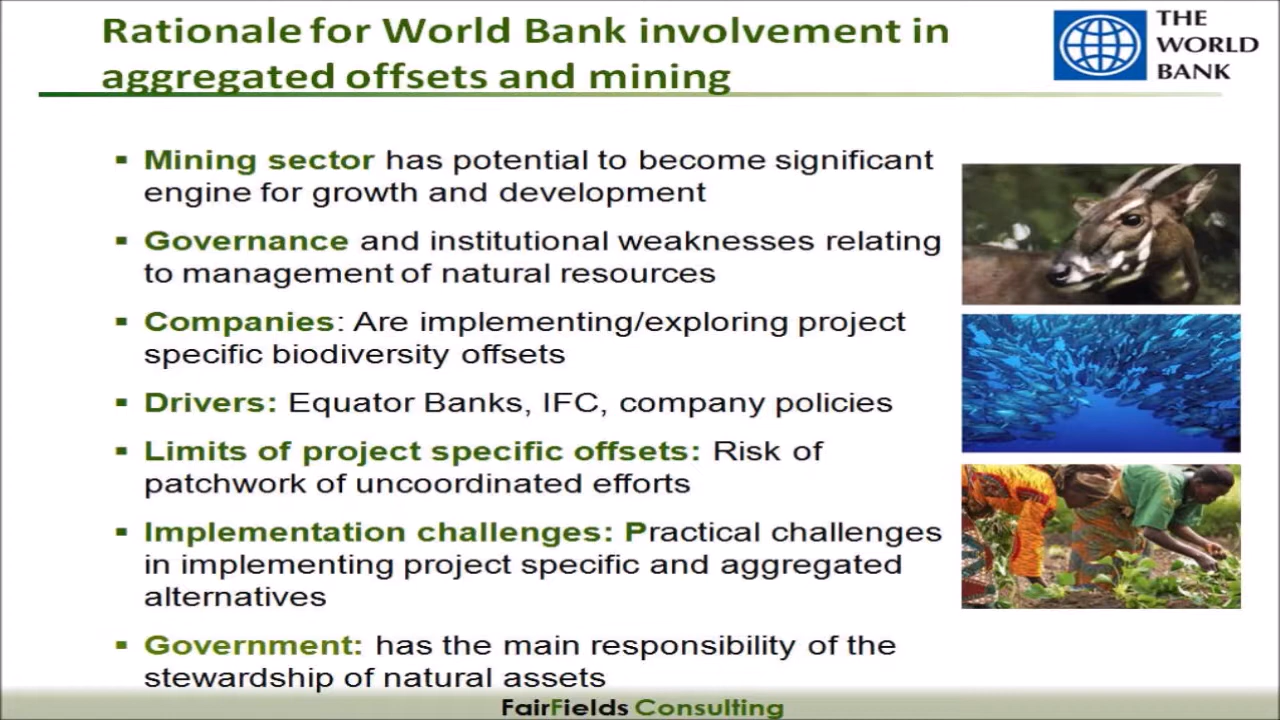 Rationale for World Bank involvement in
aggregated offsets and mining
THE
WORLD
BANK
▪ Mining sector has potential to become significant
engine for growth and development
▪ Governance and institutional weaknesses relating
to management of natural resources
▪ Companies: Are implementing/exploring project
specific biodiversity offsets
▪ Drivers: Equator Banks, IFC, company policies
▪ Limits of project specific offsets: Risk of
patchwork of uncoordinated efforts
▪ Implementation challenges: Practical challenges
in implementing project specific and aggregated
alternatives
▪ Government: has the main responsibility of the
stewardship of natural assets
FairFields Consulting